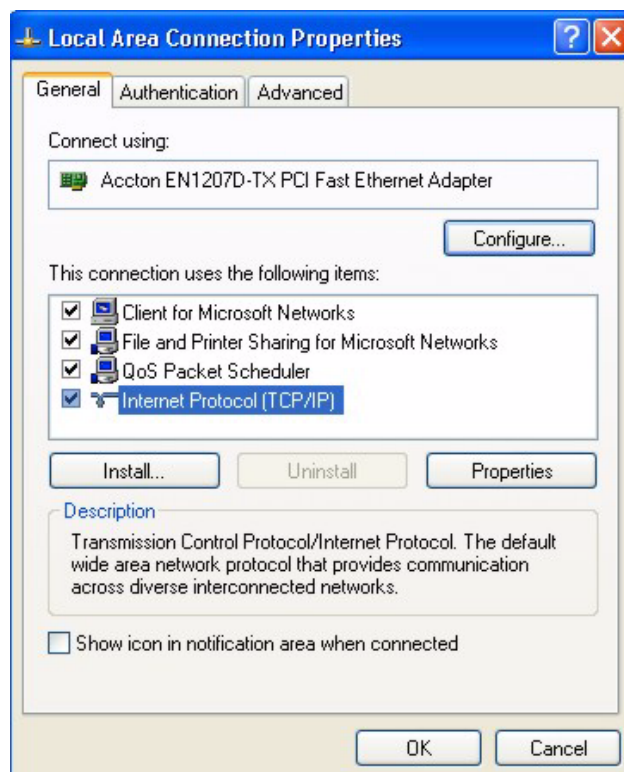 Local Area Connection Properties
General Authentication Advanced
Connect using:
Accton EN1207D-TX PCI Fast Ethernet Adapter
Configure...
This connection uses the following items:
Client for Microsoft Networks
File and Printer Sharing for Microsoft Networks
QoS Packet Scheduler
Internet Protocol (TCP/IP)
Install... Uninstall Properties
Description
Transmission Control Protocol/Internet Protocol. The default
wide area network protocol that provides communication
across diverse interconnected networks.
Show icon in notification area when connected
OK Cancel